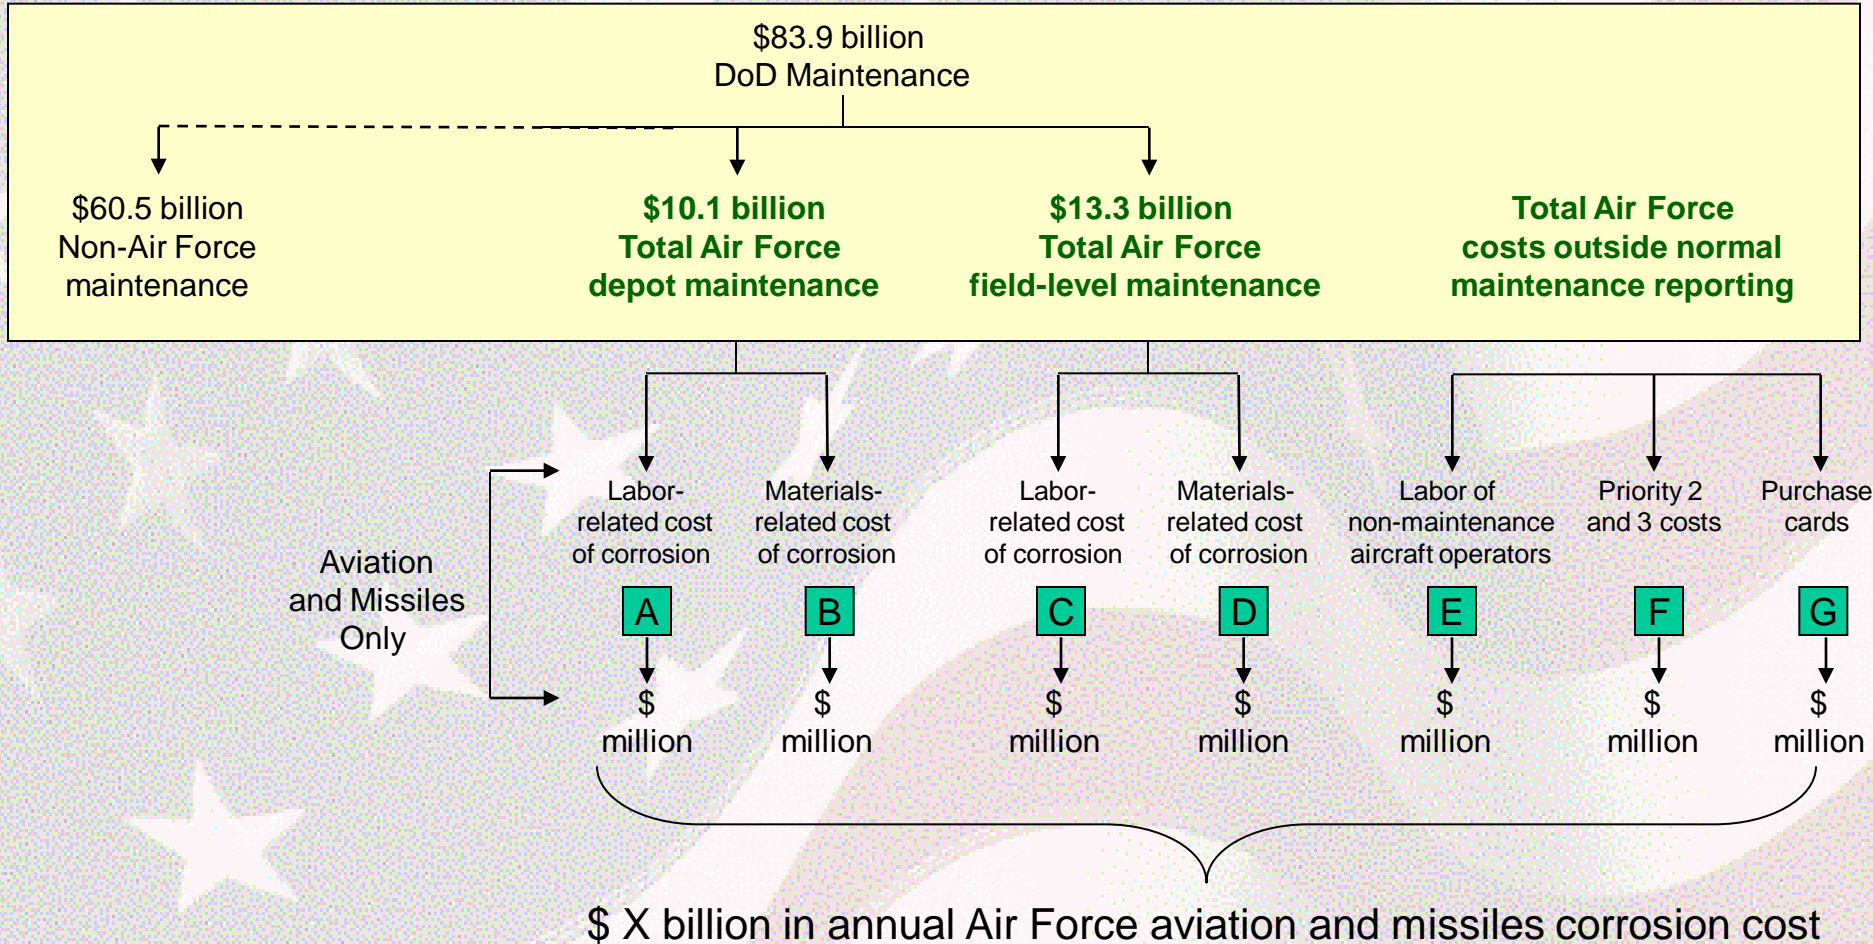 $83.9 billion
DoD Maintenance
$60.5 billion
Non-Air Force
maintenance
$10.1 billion
Total Air Force
depot maintenance
$13.3 billion
Total Air Force
field-level maintenance
Total Air Force
costs outside normal
maintenance reporting
Aviation
and Missiles
Only
Labor-
related cost
of corrosion
A
$
million
Materials-
related cost
of corrosion
B
$
million
Labor-
related cost
of corrosion
C
$
million
Materials-
related cost
of corrosion
D
$
million
Labor of
non-maintenance
aircraft operators
E
$
million
Priority 2
and 3 costs
F
$
million
Purchase
cards
G
$
million
$ X billion in annual Air Force aviation and missiles corrosion cost